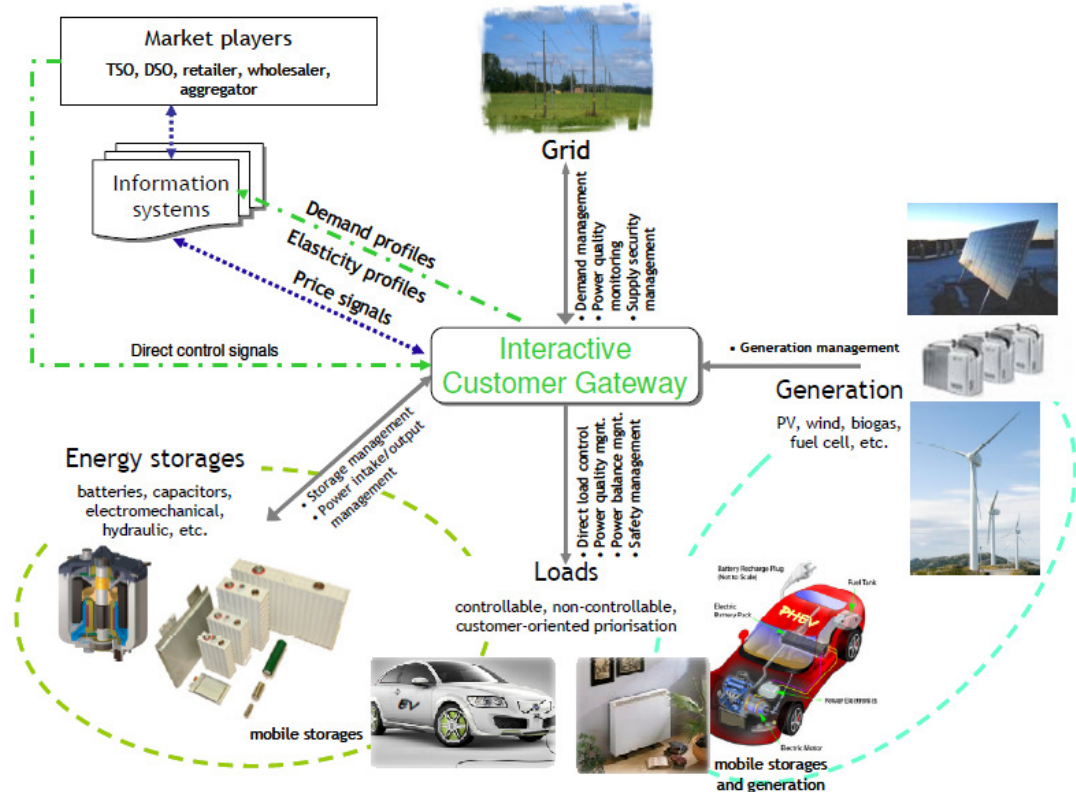 Market players
TSO, DSO, retailer, wholesaler,
aggregator
Information
systems
Demand profiles
Elasticity profiles
Price signals
Direct control signals
Grid
• Demand management
• Power quality
monitoring
• Supply security
management
Interactive
Customer Gateway
• Generation management
Generation
PV, wind, biogas,
fuel cell, etc.
Energy storages
batteries, capacitors,
electromechanical,
hydraulic, etc.
• Storage management
• Power intake/output
management
• Direct load control
• Power quality mgnt.
• Power balance mgnt.
• Safety management
Loads
controllable, non-controllable,
customer-oriented priorisation
mobile storages
EV
Battery Recharge Plug
(Not to Scale)
Fuel Tank
Electric
Battery Pack
PHEV
Power Electronics
Electric Motor
mobile storages
and generation